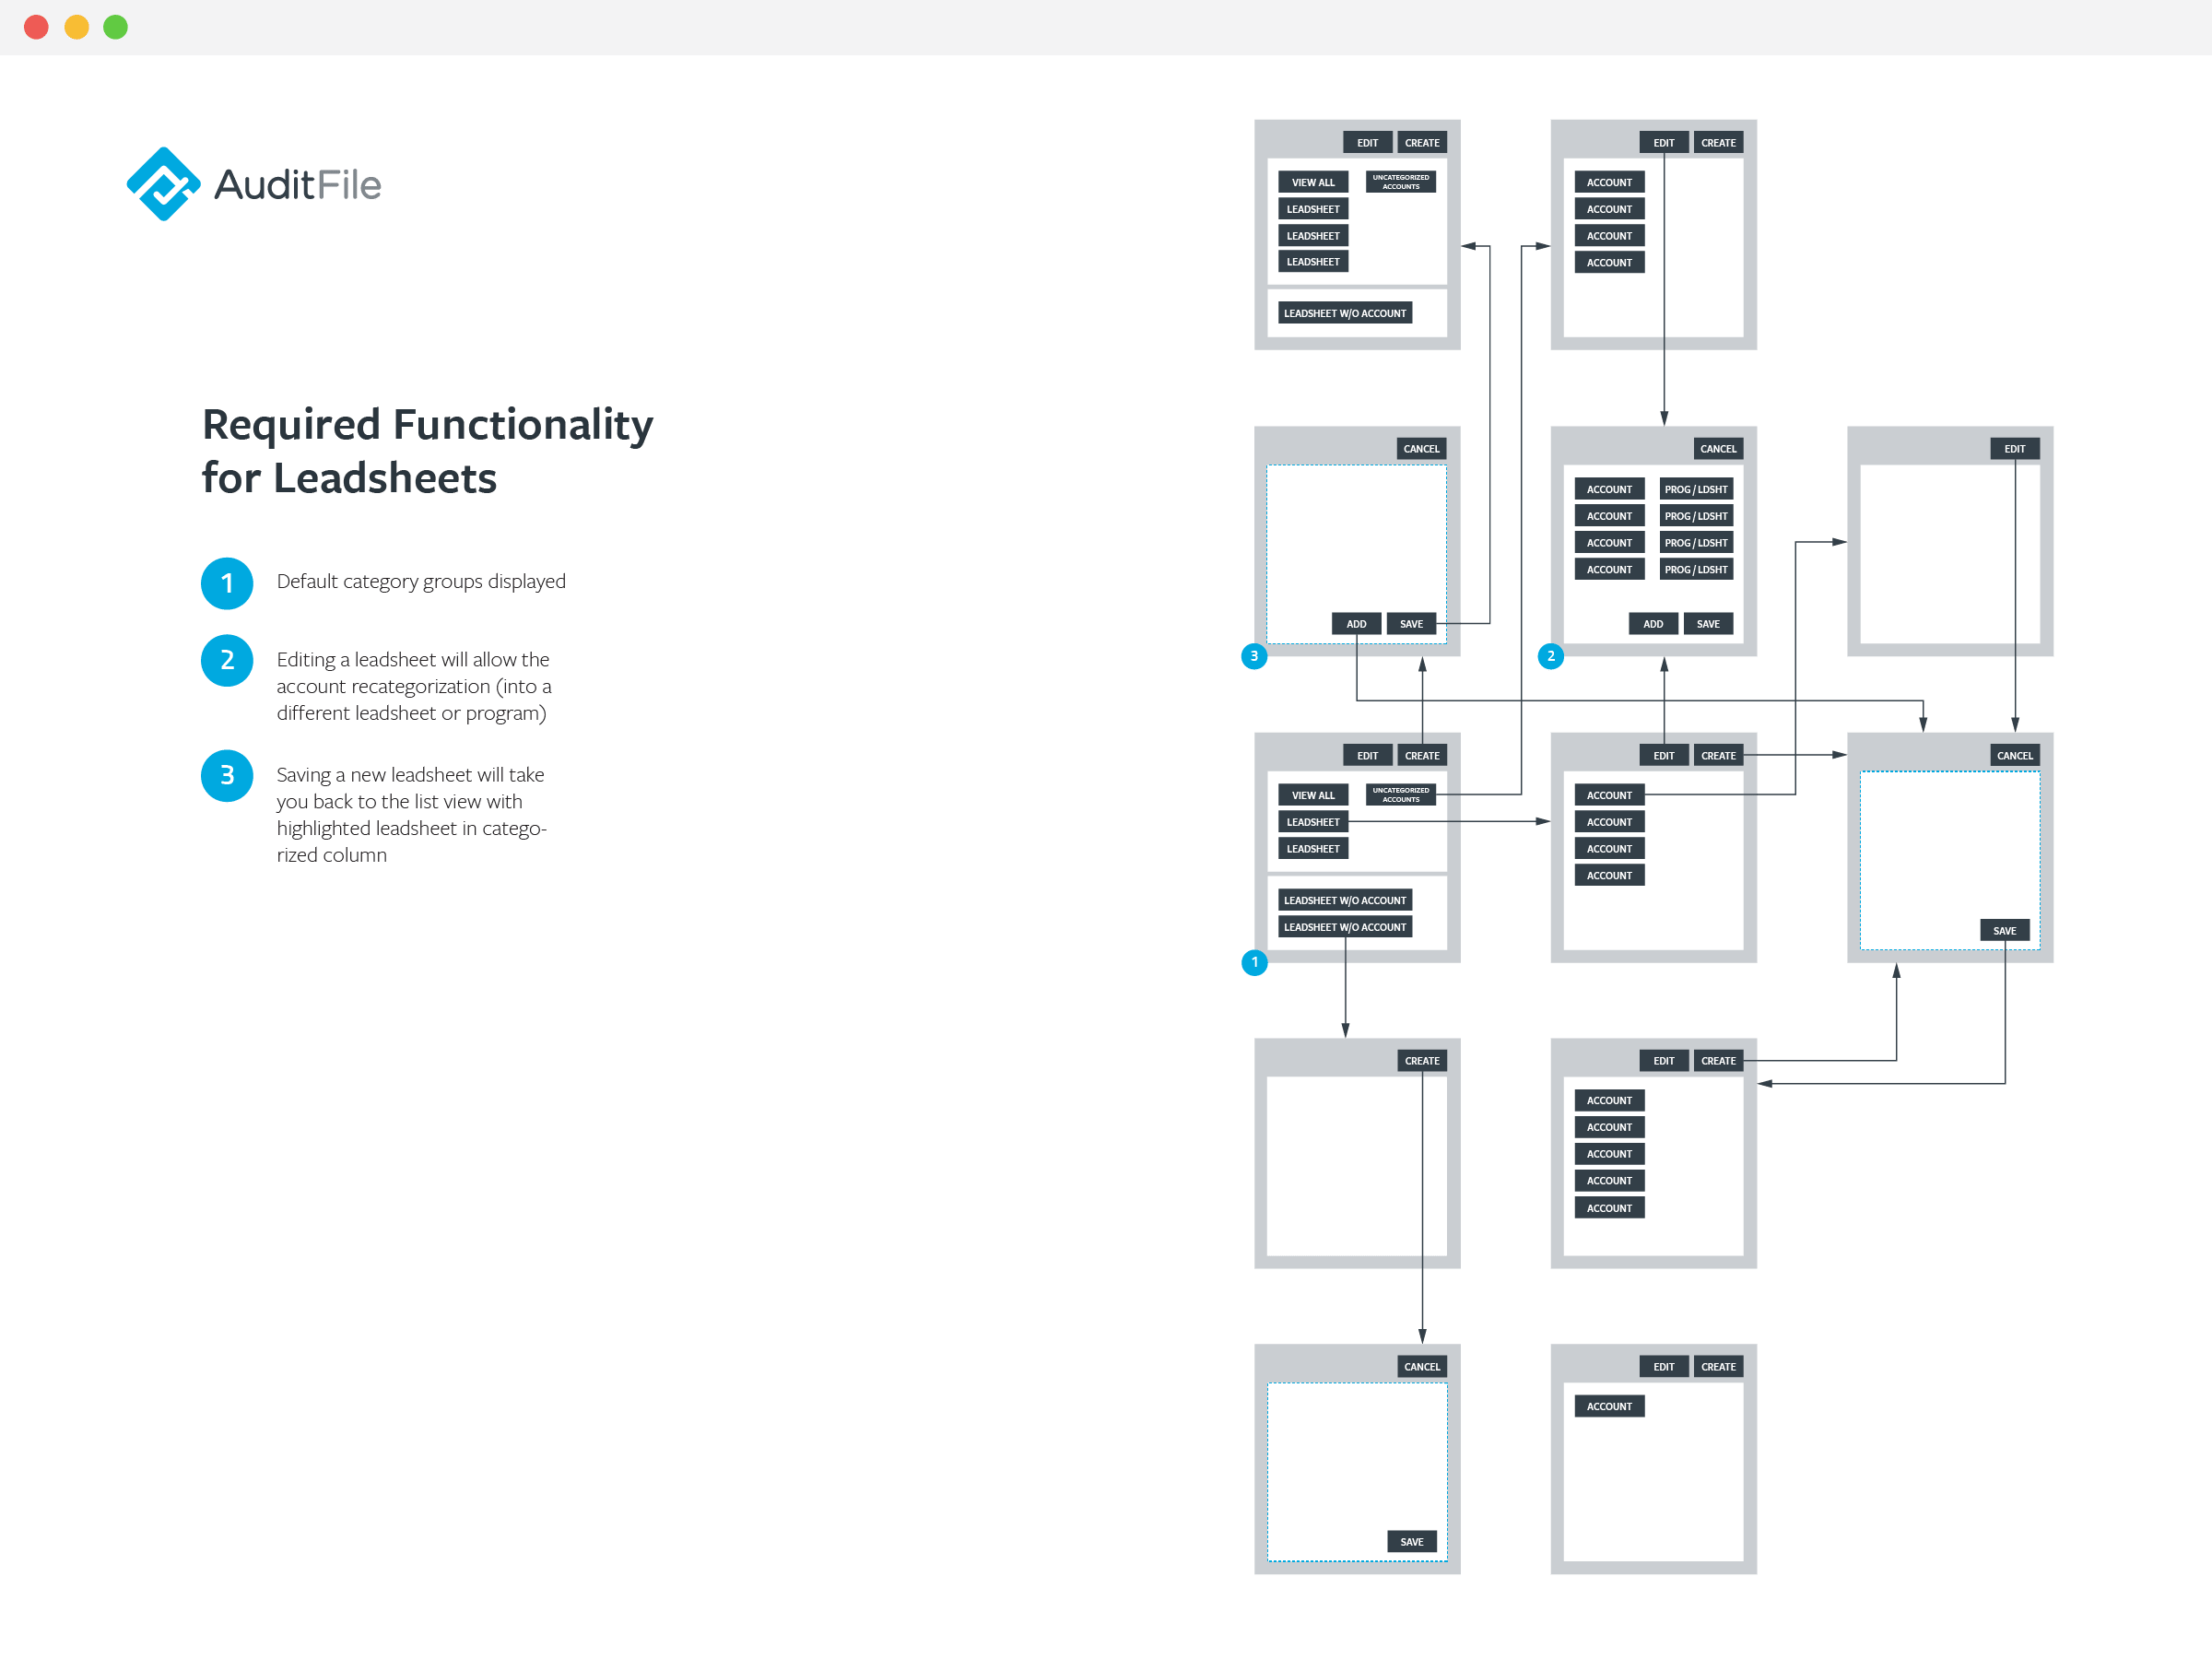 AuditFile
Required Functionality
for Leadsheets
1 Default category groups displayed
2 Editing a leadsheet will allow the
account recategorization (into a
different leadsheet or program)
3 Saving a new leadsheet will take
you back to the list view with
highlighted leadsheet in catego-
rized column
EDIT CREATE
VIEW ALL UNCATEGORIZED
ACCOUNTS
LEADSHEET
LEADSHEET
LEADSHEET
LEADSHEET W/O ACCOUNT
EDIT CREATE
ACCOUNT
ACCOUNT
ACCOUNT
ACCOUNT
CANCEL
ADD SAVE
3
CANCEL
ACCOUNT PROG / LDSHT
ACCOUNT PROG / LDSHT
ACCOUNT PROG / LDSHT
ACCOUNT PROG / LDSHT
ADD SAVE
2
EDIT
EDIT CREATE
VIEW ALL UNCATEGORIZED
ACCOUNTS
LEADSHEET
LEADSHEET
LEADSHEET W/O ACCOUNT
LEADSHEET W/O ACCOUNT
1
EDIT CREATE
ACCOUNT
ACCOUNT
ACCOUNT
ACCOUNT
CANCEL
SAVE
CREATE
EDIT CREATE
ACCOUNT
ACCOUNT
ACCOUNT
ACCOUNT
ACCOUNT
CANCEL
SAVE
EDIT CREATE
ACCOUNT